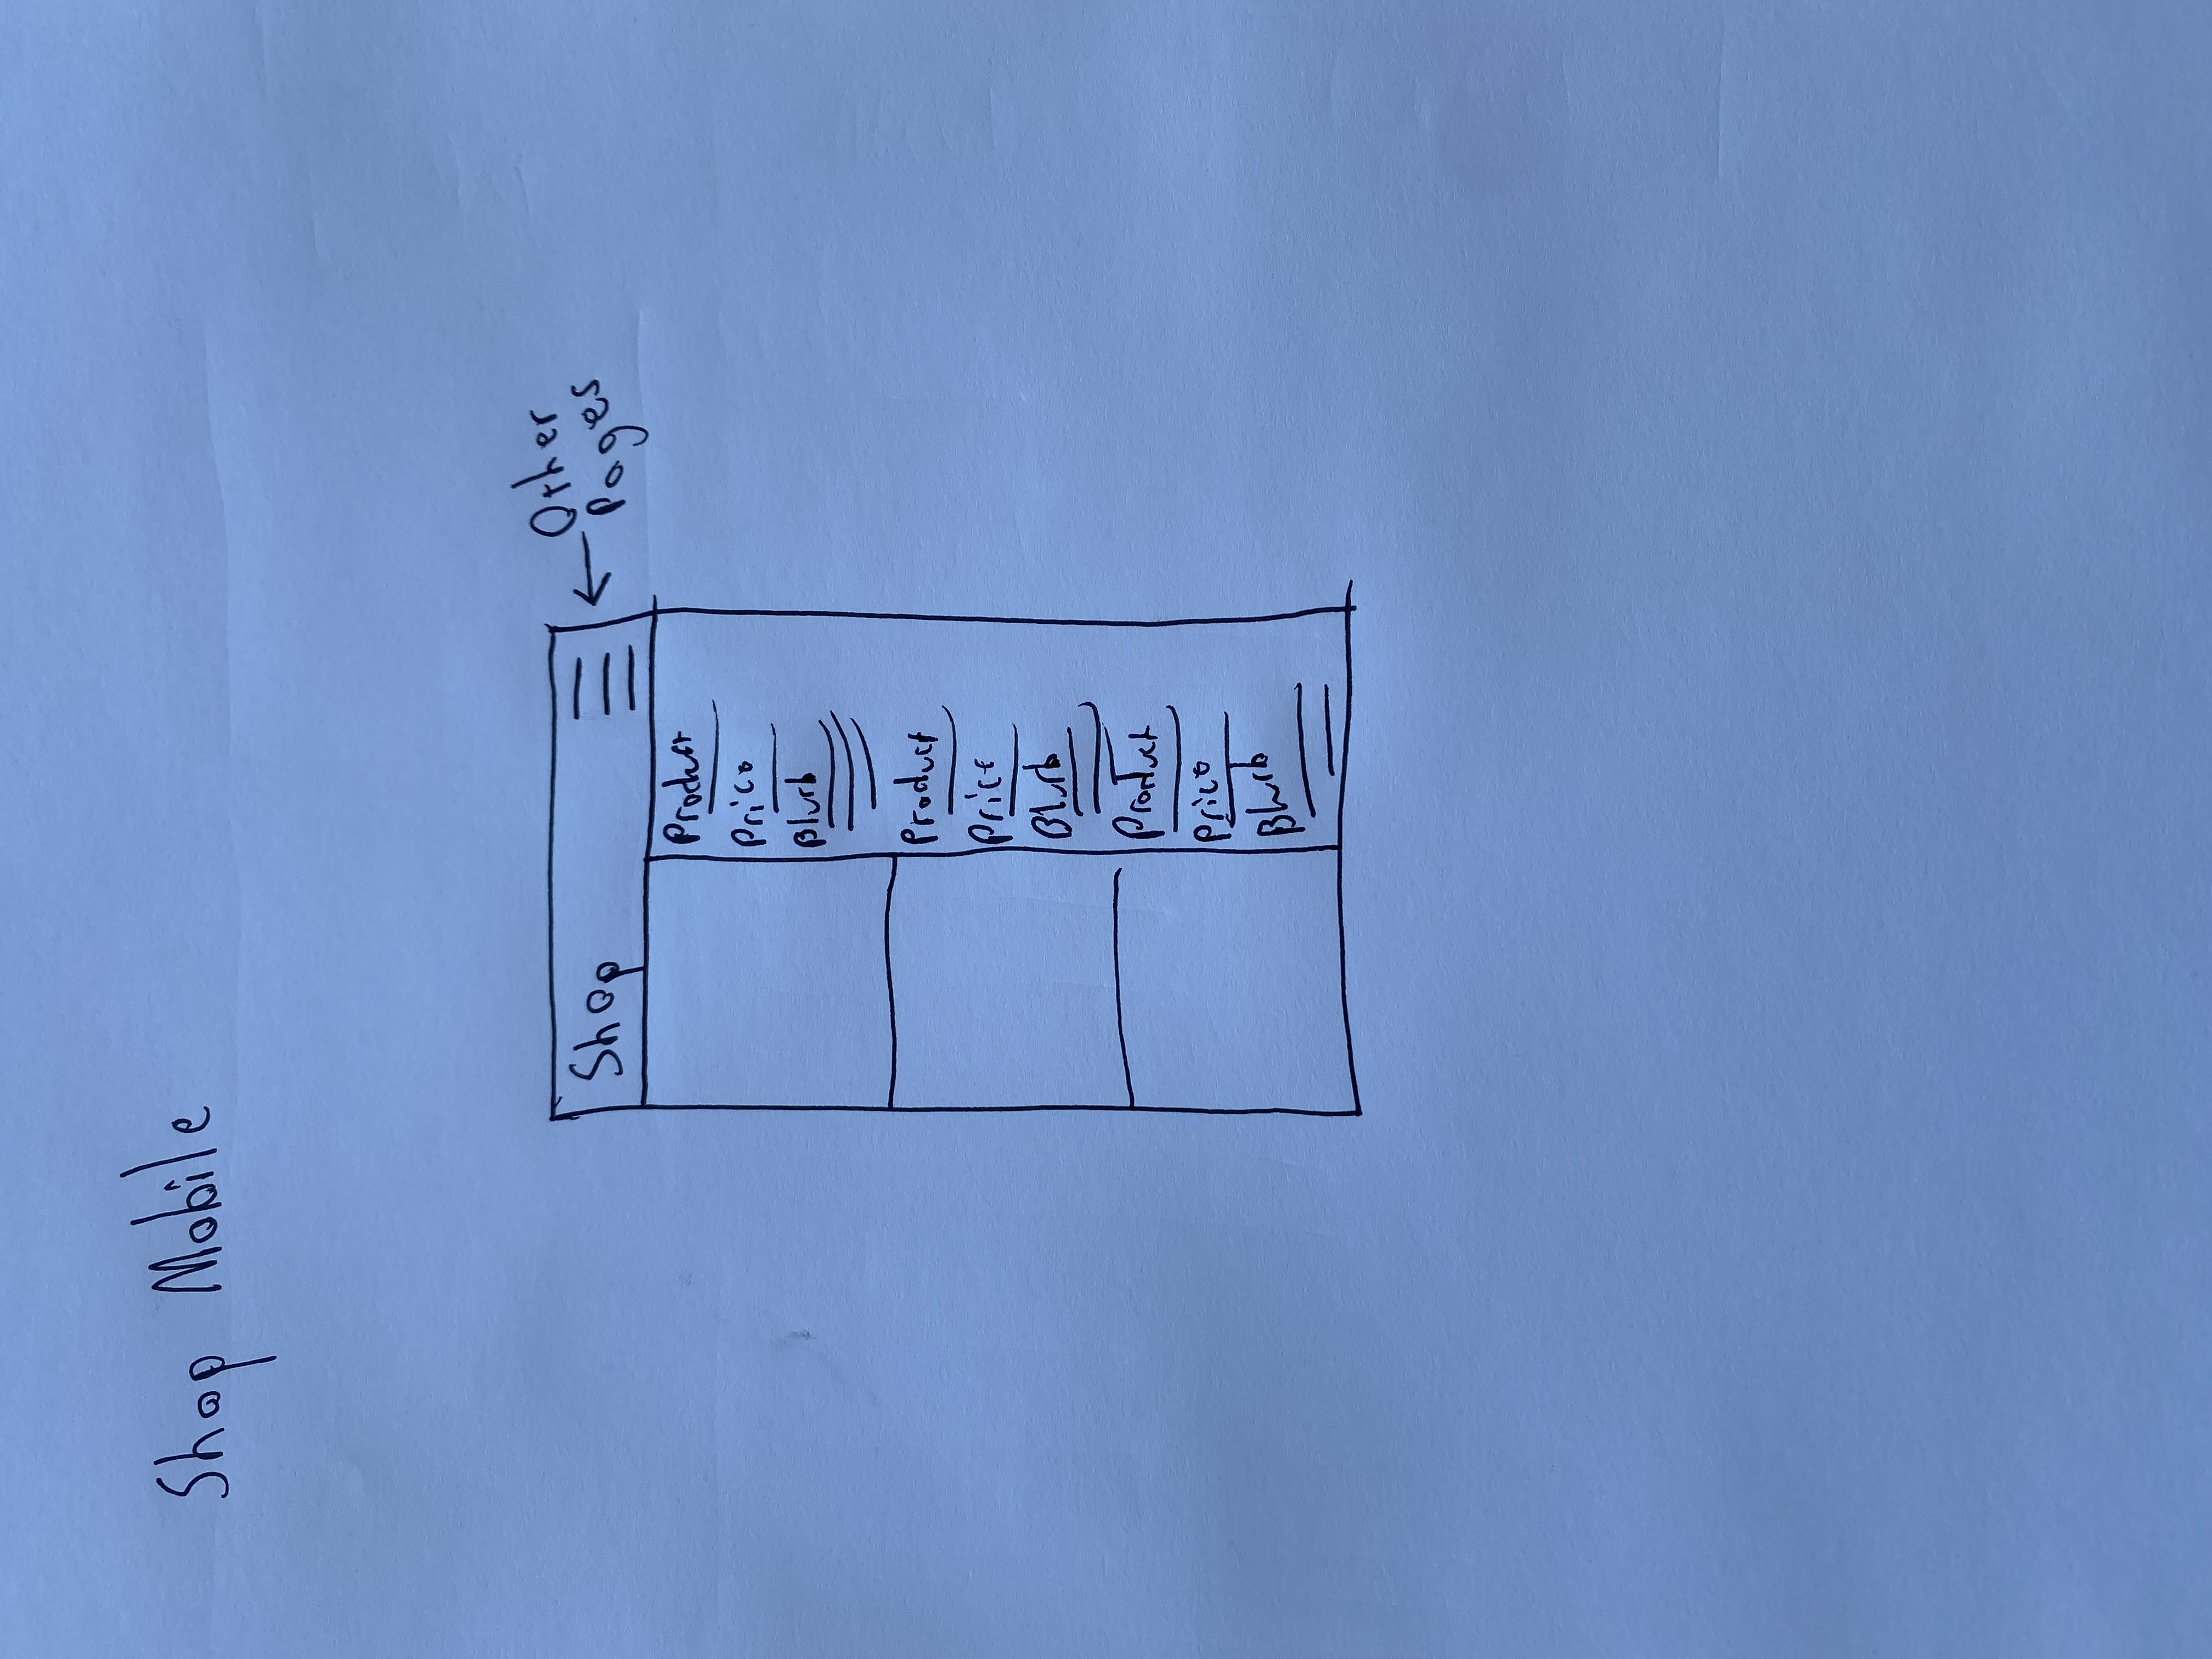 Shop Mobile
Shop
Other
Pages
Product
Price
Blurb
Product
Price
Blurb
Product
Price
Blurb